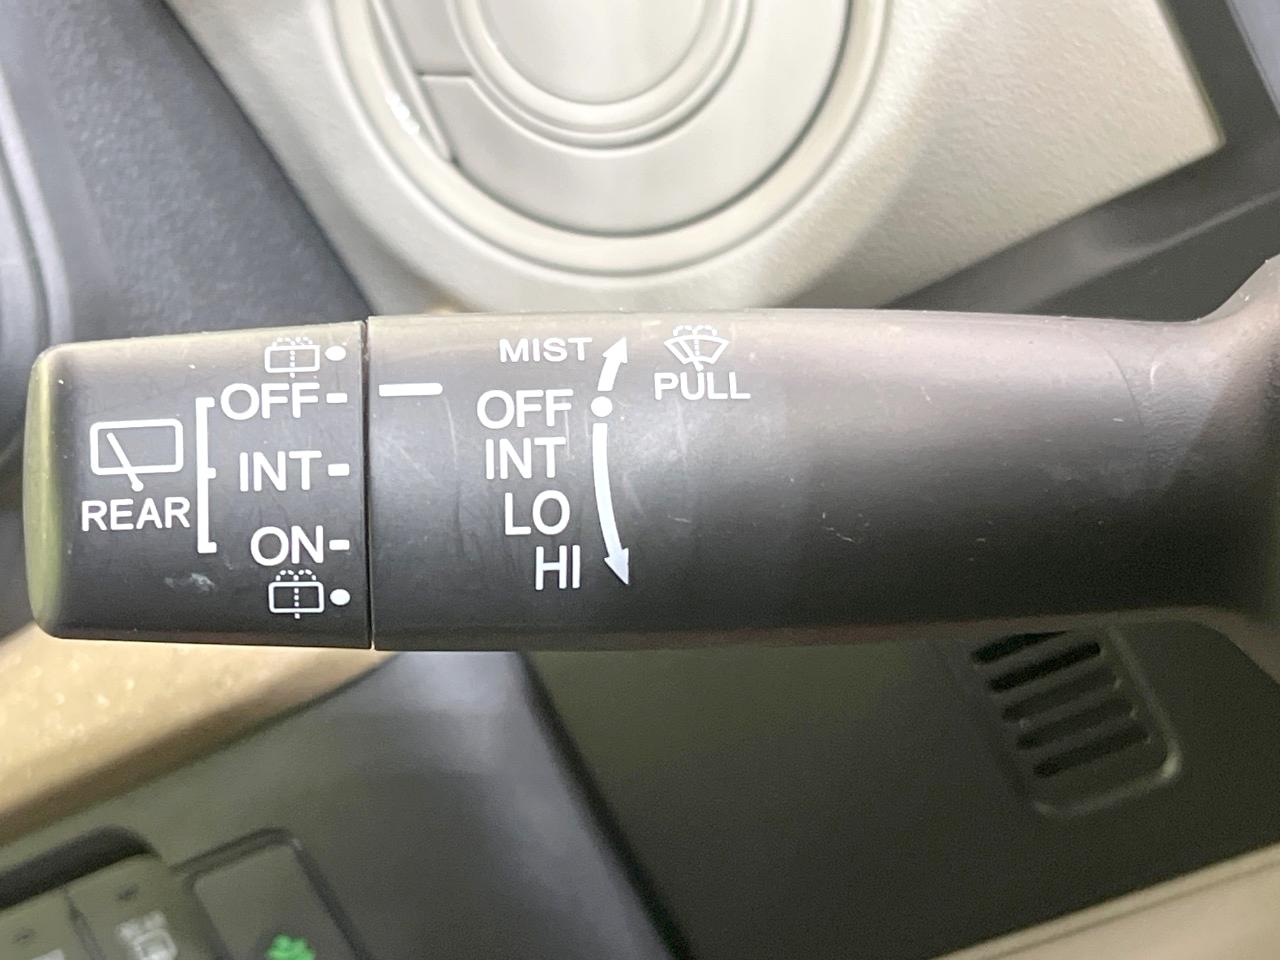 MIST
PULL
OFF
OFF
INT
INT
REAR
LO
ON
HI